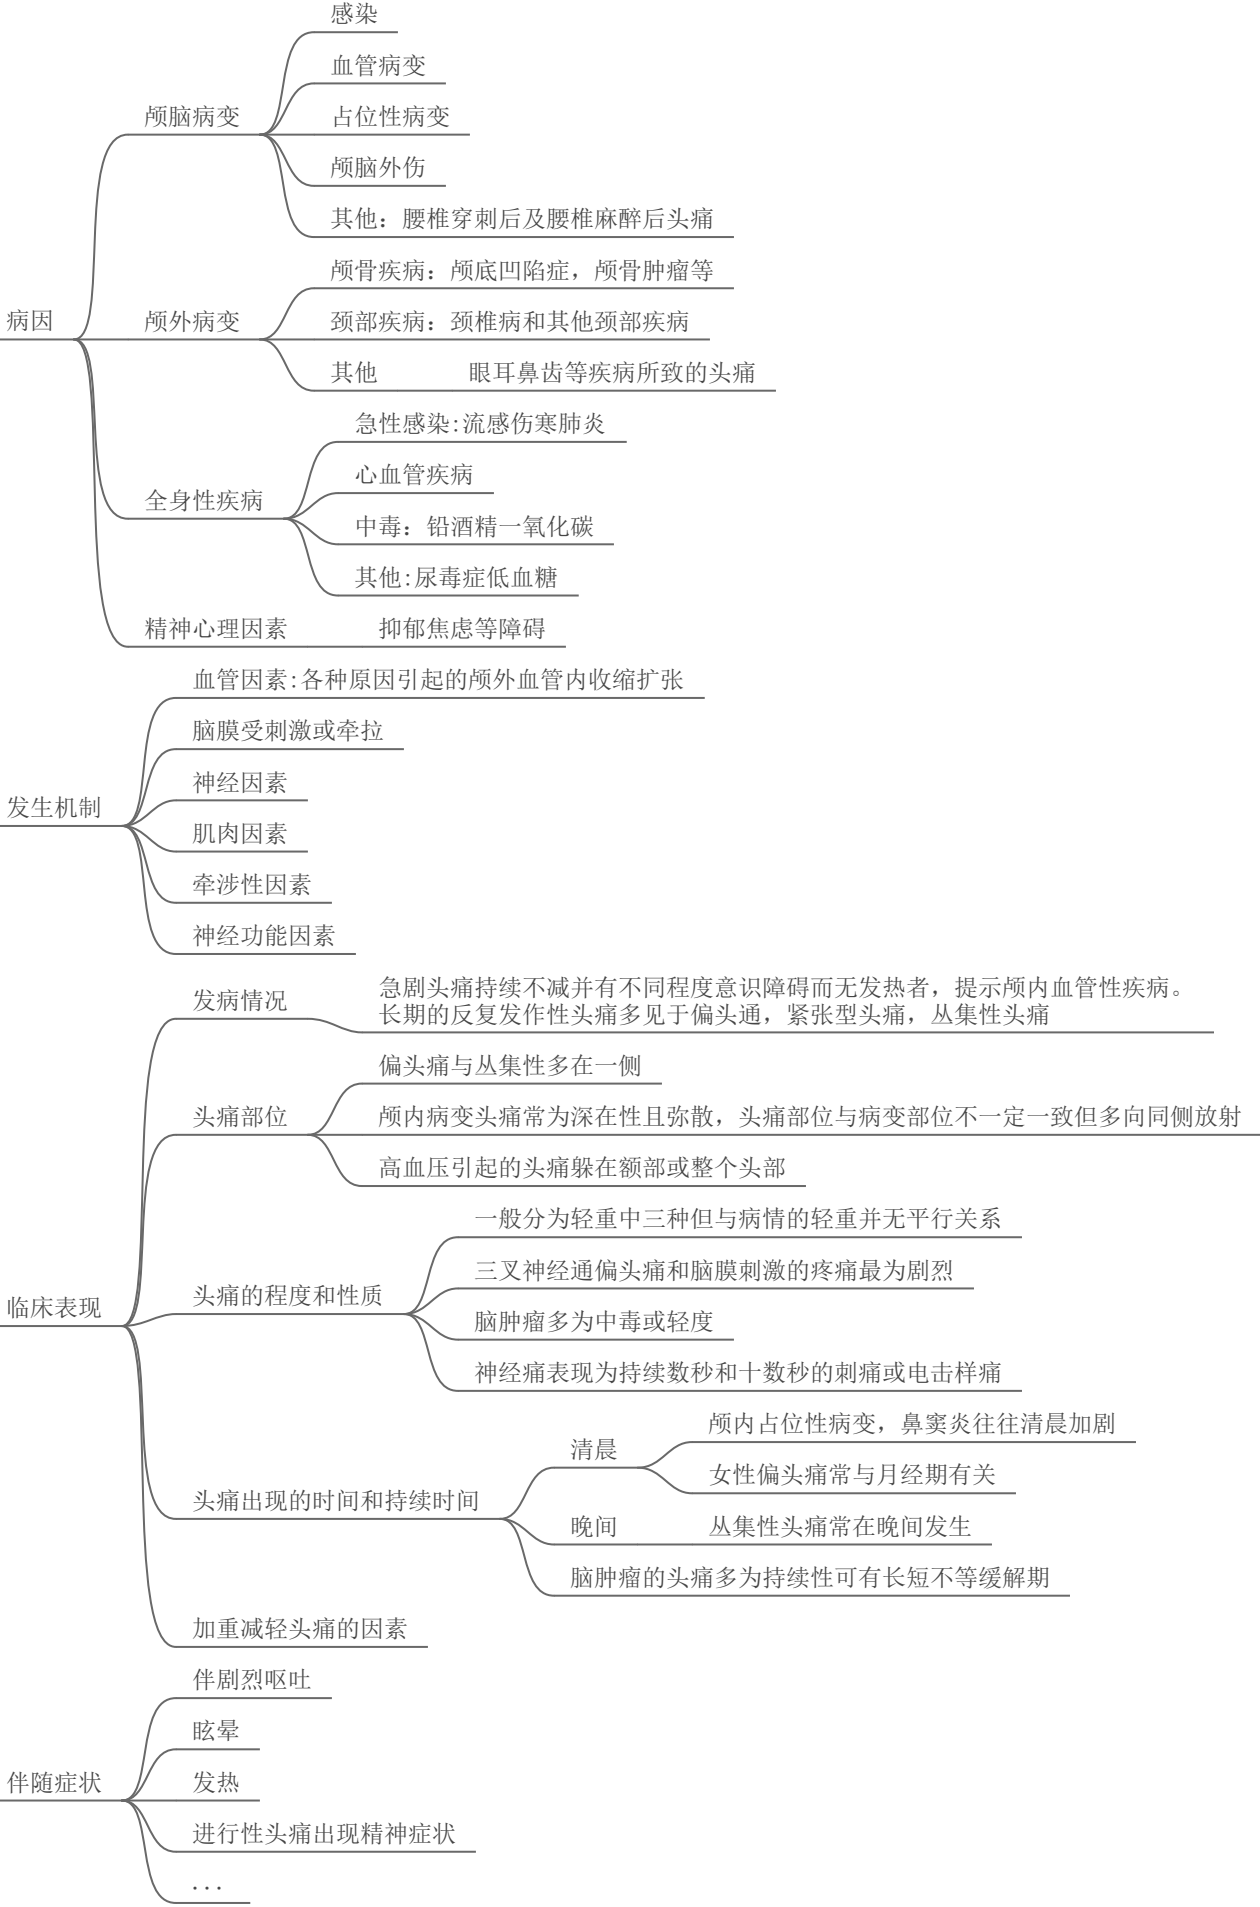 病因
颅脑病变
感染
血管病变
占位性病变
颅脑外伤
其他：腰椎穿刺后及腰椎麻醉后头痛
颅外病变
颅骨疾病：颅底凹陷症，颅骨肿瘤等
颈部疾病：颈椎病和其他颈部疾病
其他
眼耳鼻齿等疾病所致的头痛
全身性疾病
急性感染:流感伤寒肺炎
心血管疾病
中毒：铅酒精一氧化碳
其他:尿毒症低血糖
精神心理因素
抑郁焦虑等障碍
发生机制
血管因素:各种原因引起的颅外血管内收缩扩张
脑膜受刺激或牵拉
神经因素
肌肉因素
牵涉性因素
神经功能因素
临床表现
发病情况
急剧头痛持续不减并有不同程度意识障碍而无发热者，提示颅内血管性疾病。
长期的反复发作性头痛多见于偏头通，紧张型头痛，丛集性头痛
头痛部位
偏头痛与丛集性多在一侧
颅内病变头痛常为深在性且弥散，头痛部位与病变部位不一定一致但多向同侧放射
高血压引起的头痛躲在额部或整个头部
头痛的程度和性质
一般分为轻重中三种但与病情的轻重并无平行关系
三叉神经通偏头痛和脑膜刺激的疼痛最为剧烈
脑肿瘤多为中毒或轻度
神经痛表现为持续数秒和十数秒的刺痛或电击样痛
头痛出现的时间和持续时间
清晨
颅内占位性病变，鼻窦炎往往清晨加剧
女性偏头痛常与月经期有关
晚间
丛集性头痛常在晚间发生
脑肿瘤的头痛多为持续性可有长短不等缓解期
加重减轻头痛的因素
伴随症状
伴剧烈呕吐
眩晕
发热
进行性头痛出现精神症状
...